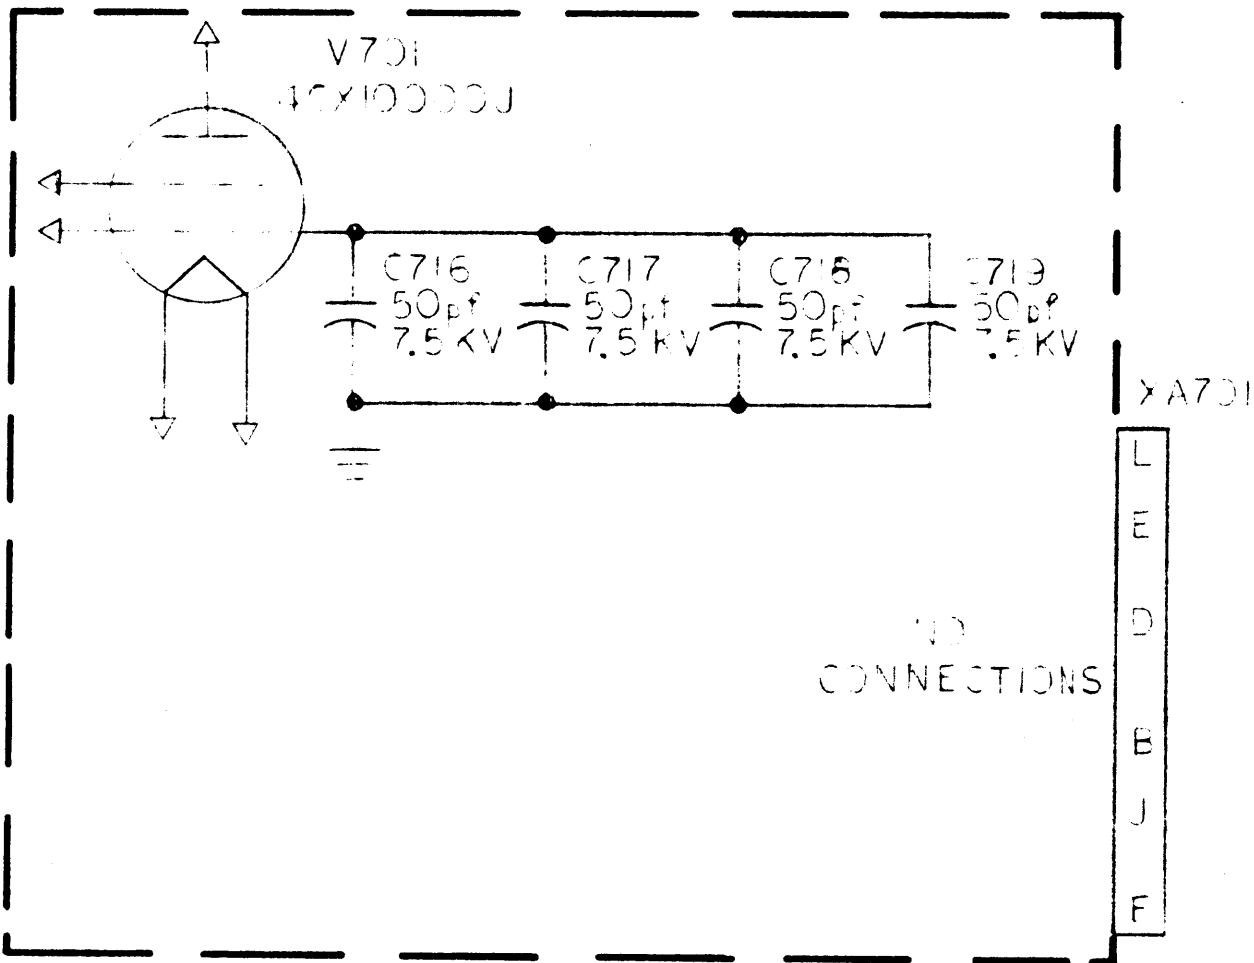 V701
4CX10000J
C716
50pf
7.5KV
C717
50pf
7.5KV
C718
50pf
7.5KV
C719
50pf
7.5KV
XA701
L
E
D
B
J
F
NO
CONNECTIONS